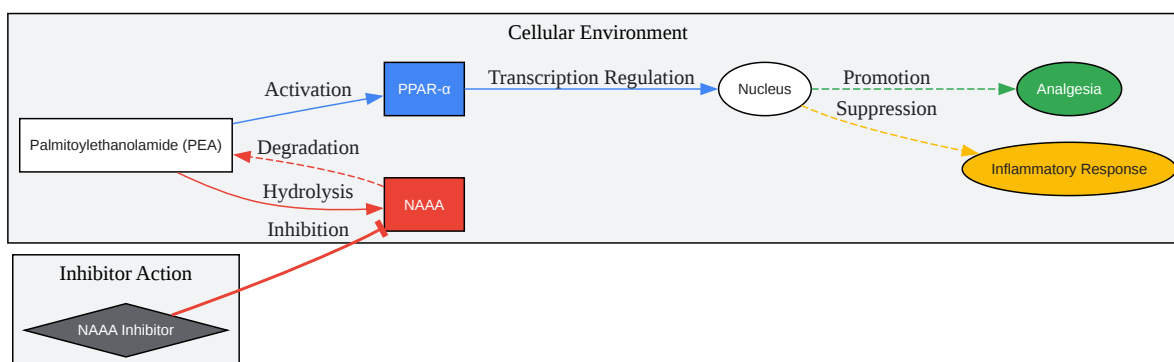 Cellular Environment
Activation
PPAR-α
Transcription Regulation
Nucleus
Promotion
Analgesia
Suppression
Palmitoylethanolamide (PEA)
Degradation
Inflammatory Response
Hydrolysis
NAAA
Inhibition
Inhibitor Action
NAAA Inhibitor